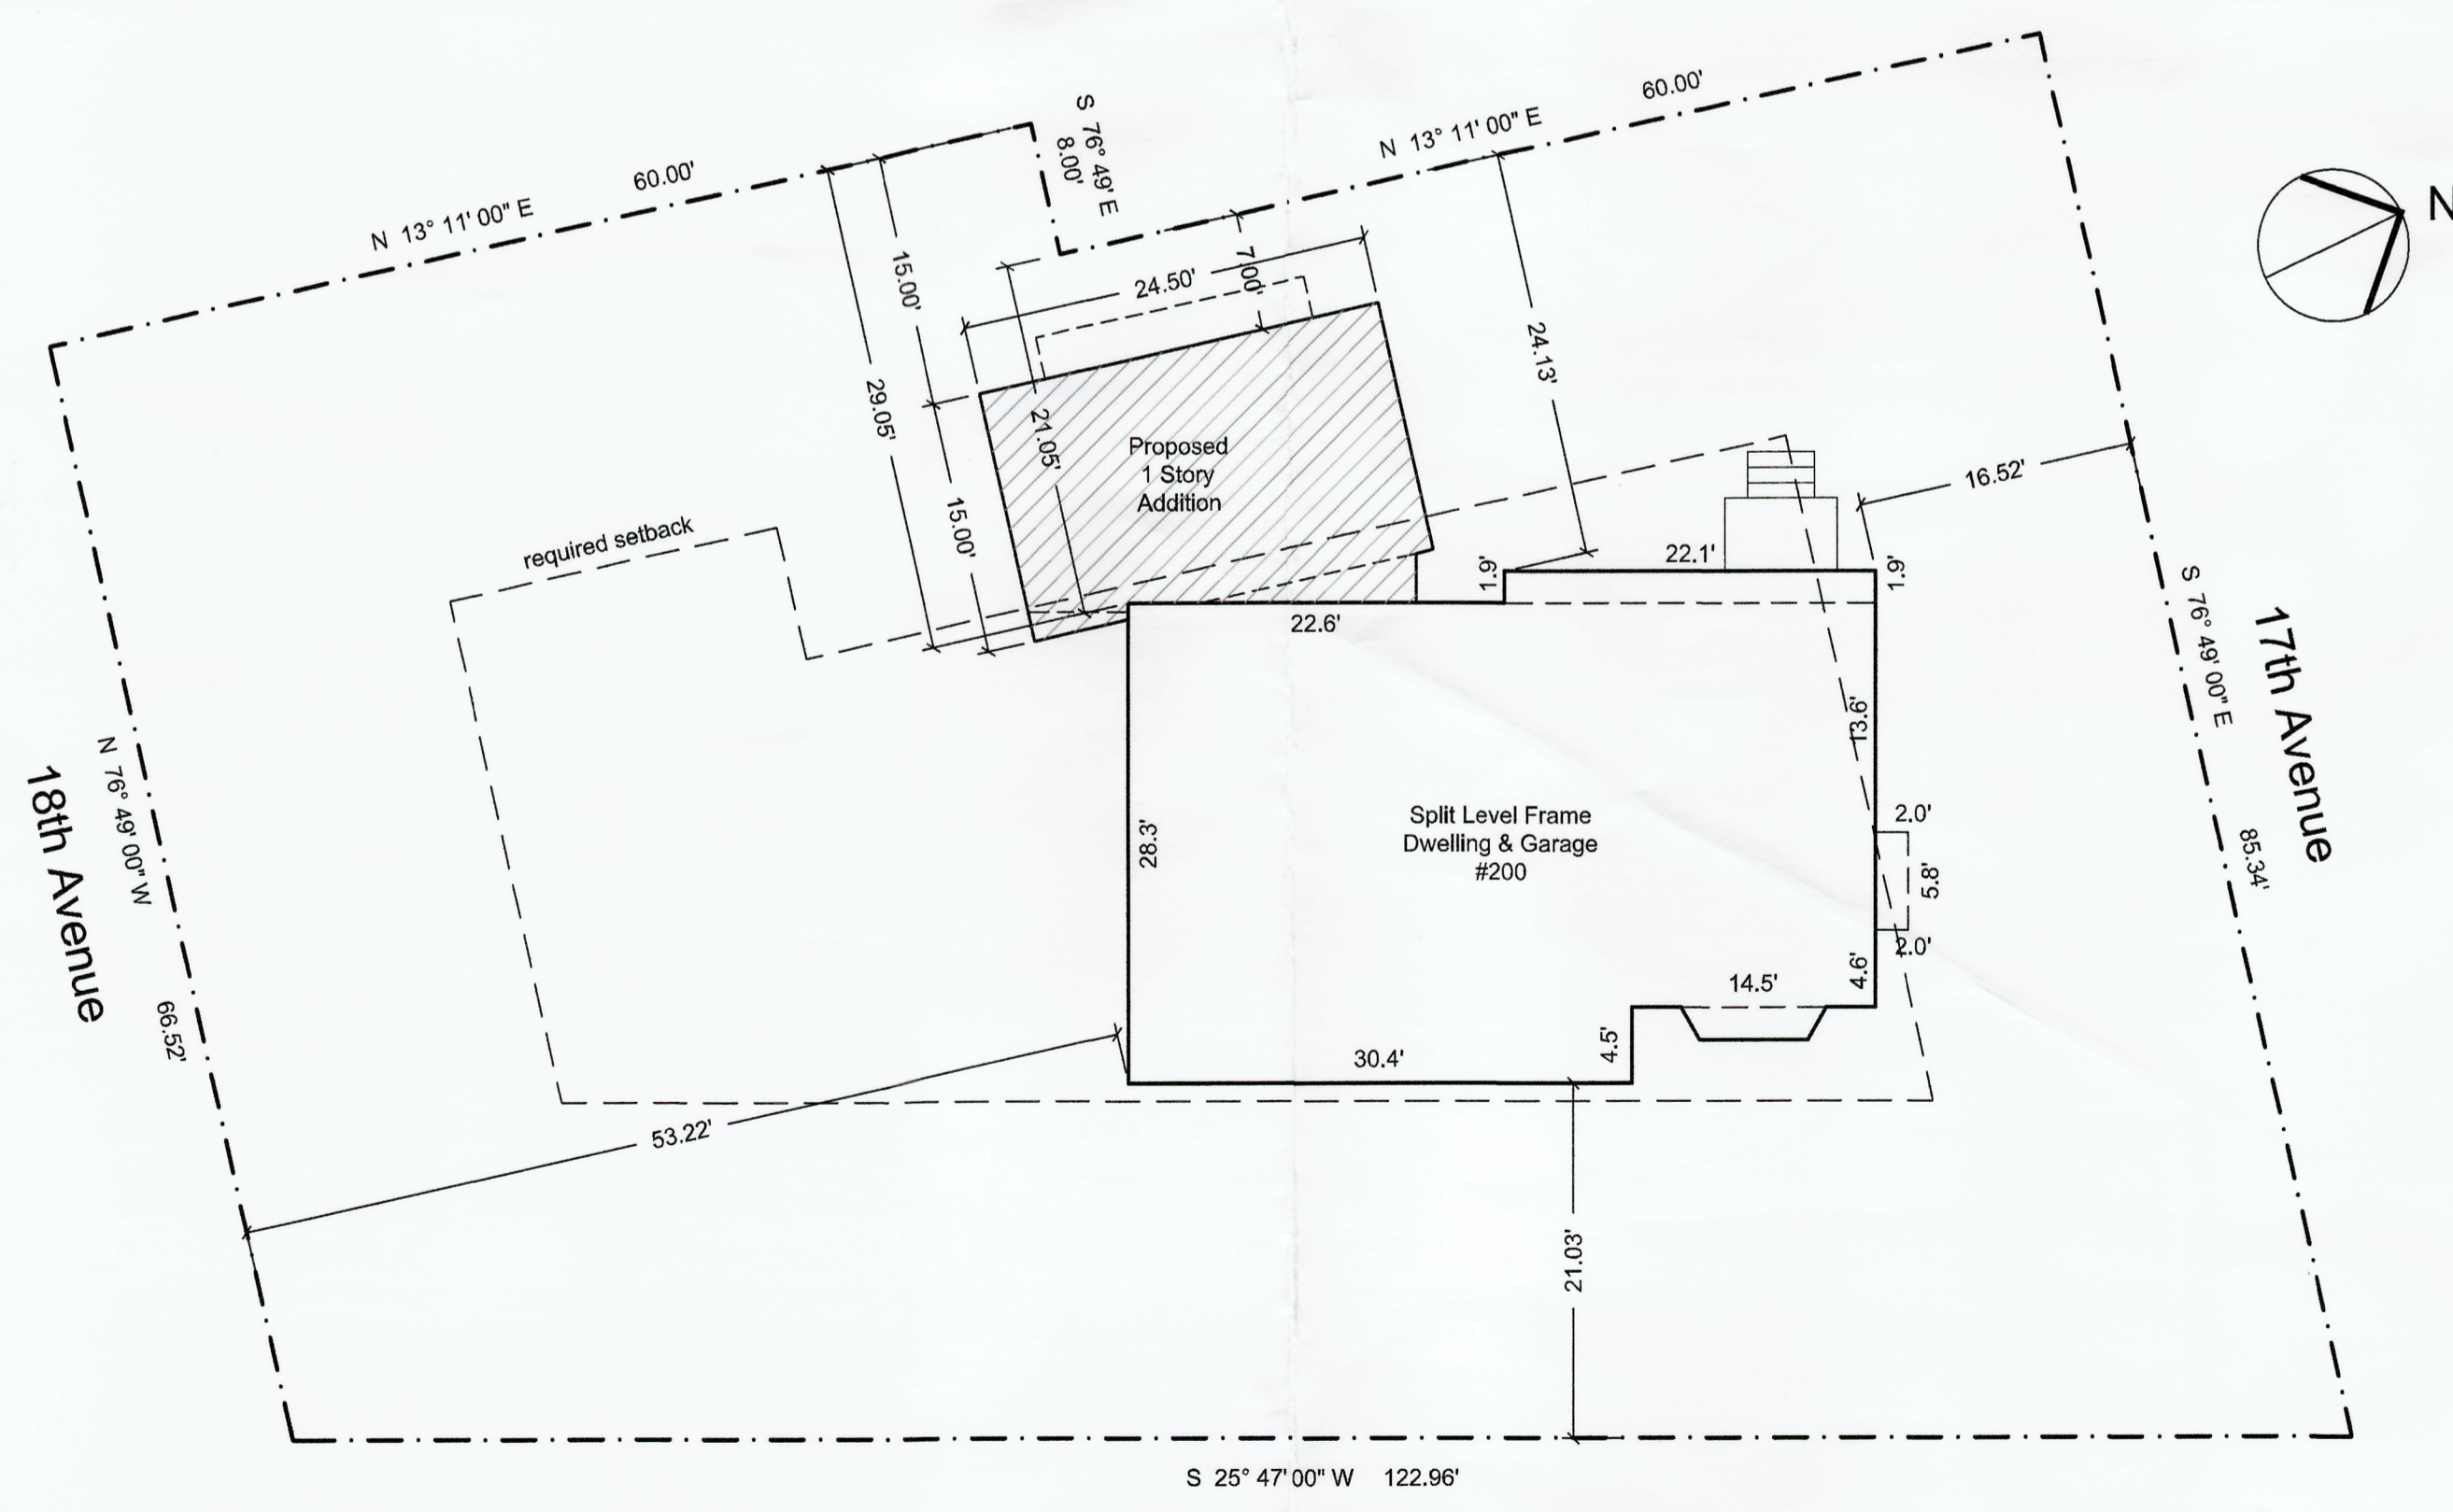 60.00'
N 13° 11' 00" E
S 76° 49' E
8.00'
60.00'
N 13° 11' 00" E
N
15.00'
7.00'
24.50'
29.05'
21.05'
24.13'
Proposed
1 Story
Addition
15.00'
16.52'
required setback
1.9'
22.1'
1.9'
22.6'
S 76° 49' 00" E
17th Avenue
13.6'
18th Avenue
N 76° 49' 00" W
28.3'
Split Level Frame
Dwelling & Garage
#200
2.0'
5.8'
2.0'
85.34'
4.6'
14.5'
66.52'
4.5'
30.4'
53.22'
21.03'
S 25° 47' 00" W 122.96'